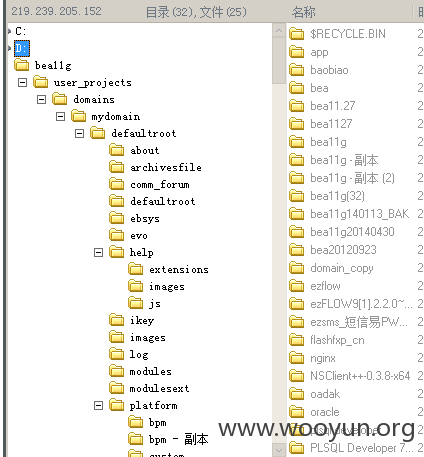 219.239.205.152 目录(32),文件(25) 名称
C:
D:
bea11g
user_projects
domains
mydomain
defaultroot
about
archivesfile
comm_forum
defaultroot
ebsys
evo
help
extensions
images
js
ikey
images
log
modules
modulesext
platform
bpm
bpm - 副本
custom
$RECYCLE.BIN
app
baobiao
bea
bea11.27
bea1127
bea11g
bea11g - 副本
bea11g - 副本 (2)
bea11g(32)
bea11g140113_BAK
bea11g20140430
bea20120923
domain_copy
ezflow
ezFLOW9[1].2.2.0~...
ezsms_短信易PW...
flashfxp_cn
nginx
NSClient++-0.3.8-x64
oadak
oracle
plsqldeveloper
PLSQL Developer
www.wooyun.org